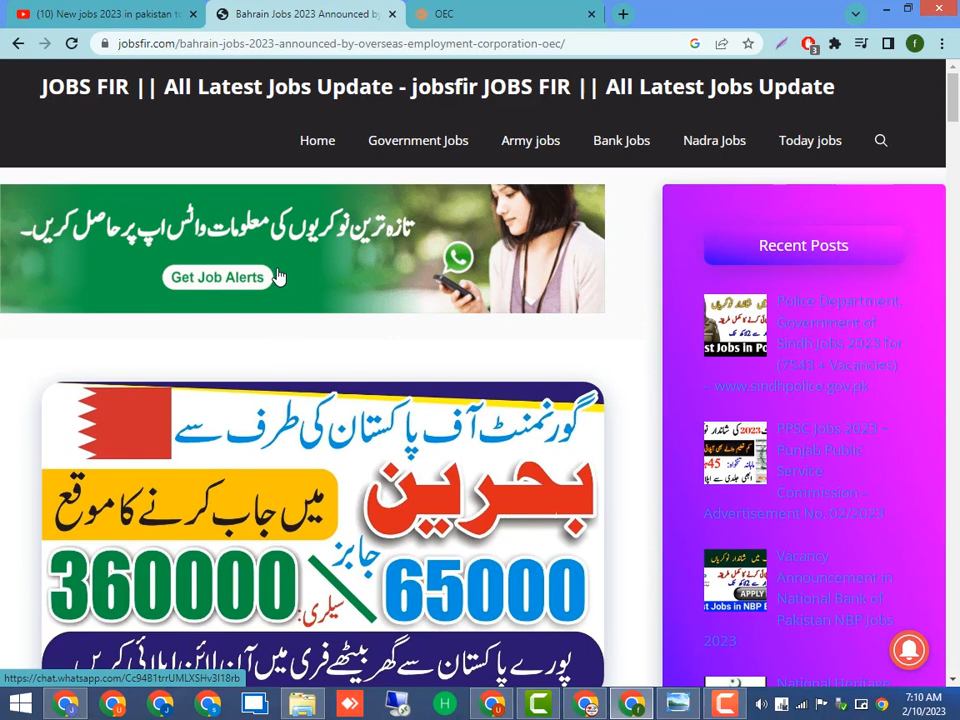 (10) New jobs 2023 in pakistan to
Bahrain Jobs 2023 Announced by
OEC
jobsfir.com/bahrain-jobs-2023-announced-by-overseas-employment-corporation-oec/
JOBS FIR || All Latest Jobs Update - jobsfir JOBS FIR || All Latest Jobs Update
Home
Government Jobs
Army jobs
Bank Jobs
Nadra Jobs
Today jobs
تازہ ترین نوکریوں کی معلومات واٹس اپ پر حاصل کریں۔
Get Job Alerts
گورنمنٹ آف پاکستان کی طرف سے
بحرین
میں جاب کرنے کا موقع
جابز
65000
سیلری:
360000
پورے پاکستان سے گھر بیٹھے فری میں آن لائن اپلائی کریں
Recent Posts
Police Department,
Government of
Sindh Jobs 2023 for
(7543 + Vacancies)
– www.sindhpolice.gov.pk
PPSC Jobs 2023 –
Punjab Public
Service
Commission –
Advertisement No. 02/2023
Vacancy
Announcement in
National Bank of
Pakistan NBP Jobs
2023
National Heritage
https://chat.whatsapp.com/Cc94B1trrUMLXSHv3I18rb
7:10 AM
2/10/2023